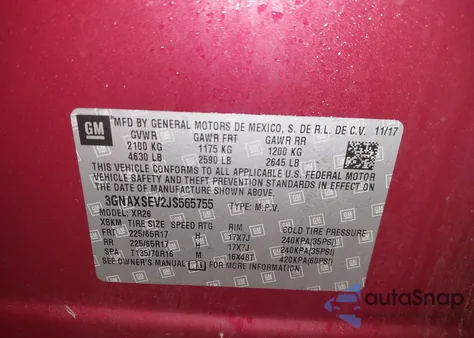 GM
MFD BY GENERAL MOTORS DE MEXICO, S. DE R.L. DE C.V. 11/17
GVWR GAWR FRT GAWR RR
2100 KG 1175 KG 1200 KG
4630 LB 2590 LB 2645 LB
THIS VEHICLE CONFORMS TO ALL APPLICABLE U.S. FEDERAL MOTOR
VEHICLE SAFETY AND THEFT PREVENTION STANDARDS IN EFFECT ON
THE DATE OF MANUFACTURE SHOWN ABOVE.
3GNAXSEV2JS565755 TYPE: M.P.V.
MODEL: XR26
XBKM TIRE SIZE SPEED RTG RIM COLD TIRE PRESSURE
FRT 225/65R17 H 17X7J 240KPA(35PSI)
RR 225/65R17 H 17X7J 240KPA(35PSI)
SPA T135/70R16 M 16X4BT 420KPA(60PSI)
SEE OWNER'S MANUAL FOR ADDITIONAL INFORMATION.
autoSnap